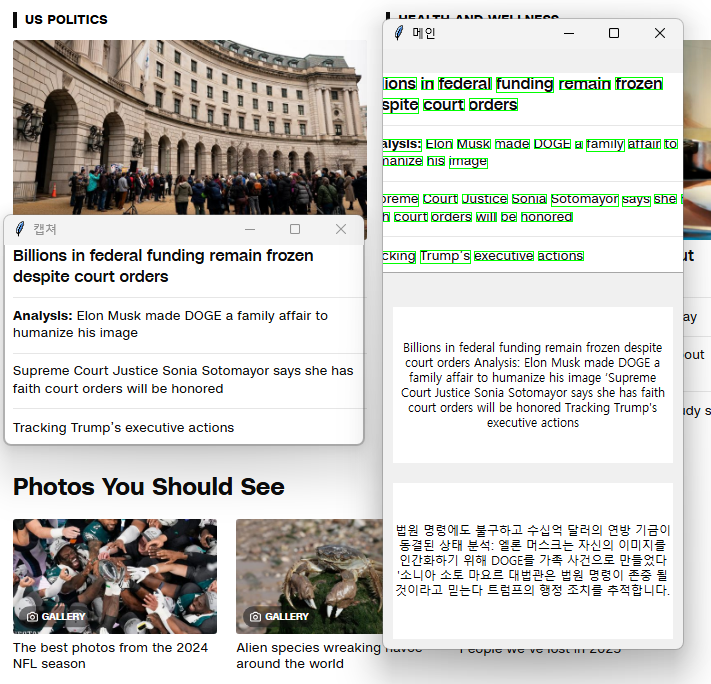 US POLITICS
HEALTH AND WELLNESS
캡쳐
Billions in federal funding remain frozen
despite court orders
Analysis: Elon Musk made DOGE a family affair to
humanize his image
Supreme Court Justice Sonia Sotomayor says she has
faith court orders will be honored
Tracking Trump's executive actions
메인
lions in federal funding remain frozen
spite court orders
alysis: Elon Musk made DOGE a family affair to
manize his image
preme Court Justice Sonia Sotomayor says she
h court orders will be honored
cking Trump's executive actions
Billions in federal funding remain frozen despite
court orders Analysis: Elon Musk made DOGE a
family affair to humanize his image 'Supreme
Court Justice Sonia Sotomayor says she has faith
court orders will be honored Tracking Trump's
executive actions
법원 명령에도 불구하고 수십억 달러의 연방 기금이
동결된 상태 분석: 엘론 머스크는 자신의 이미지를
인간화하기 위해 DOGE를 가족 사건으로 만들었다
'소니아 소토 마요르 대법관은 법원 명령이 존중 될
것이라고 믿는다 트럼프의 행정 조치를 추적합니다.
ut
ay
out
dy s
Photos You Should See
GALLERY
GALLERY
The best photos from the 2024
NFL season
Alien species wreaking havoc
around the world
People we've lost in 2025